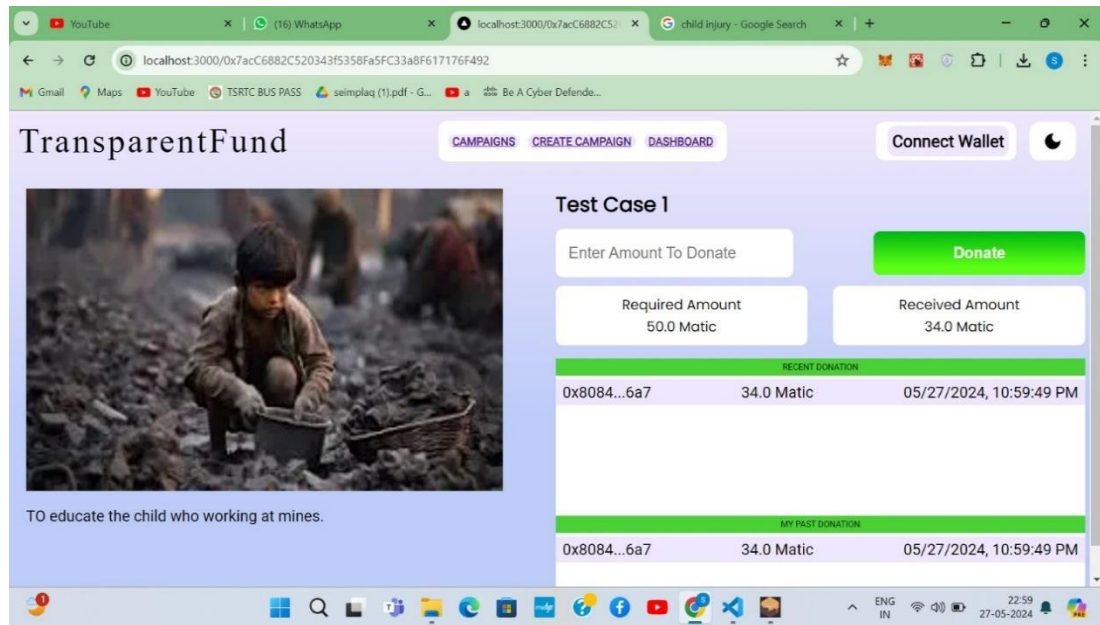 YouTube
(16) WhatsApp
localhost:3000/0x7acC6882C52
child injury - Google Search
localhost:3000/0x7acC6882C520343f5358Fa5FC33a8F617176F492
S
Gmail Maps YouTube TSRTC BUS PASS seimplaq (1).pdf - G... a Be A Cyber Defende...
TransparentFund
CAMPAIGNS CREATE CAMPAIGN DASHBOARD
Connect Wallet
Test Case 1
Enter Amount To Donate
Donate
Required Amount
50.0 Matic
Received Amount
34.0 Matic
RECENT DONATION
0x8084...6a7 34.0 Matic 05/27/2024, 10:59:49 PM
TO educate the child who working at mines.
MY PAST DONATION
0x8084...6a7 34.0 Matic 05/27/2024, 10:59:49 PM
1
ENG
IN
22:59
27-05-2024